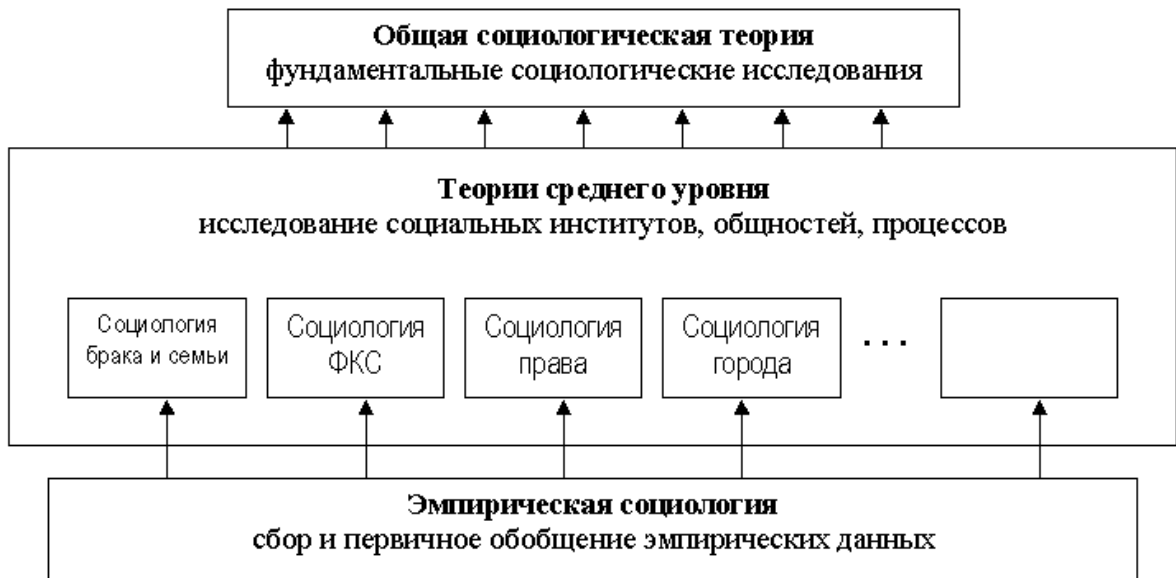 Общая социологическая теория
фундаментальные социологические исследования
Теории среднего уровня
исследование социальных институтов, общностей, процессов
Социология
брака и семьи
Социология
ФКС
Социология
права
Социология
города
...
Эмпирическая социология
сбор и первичное обобщение эмпирических данных